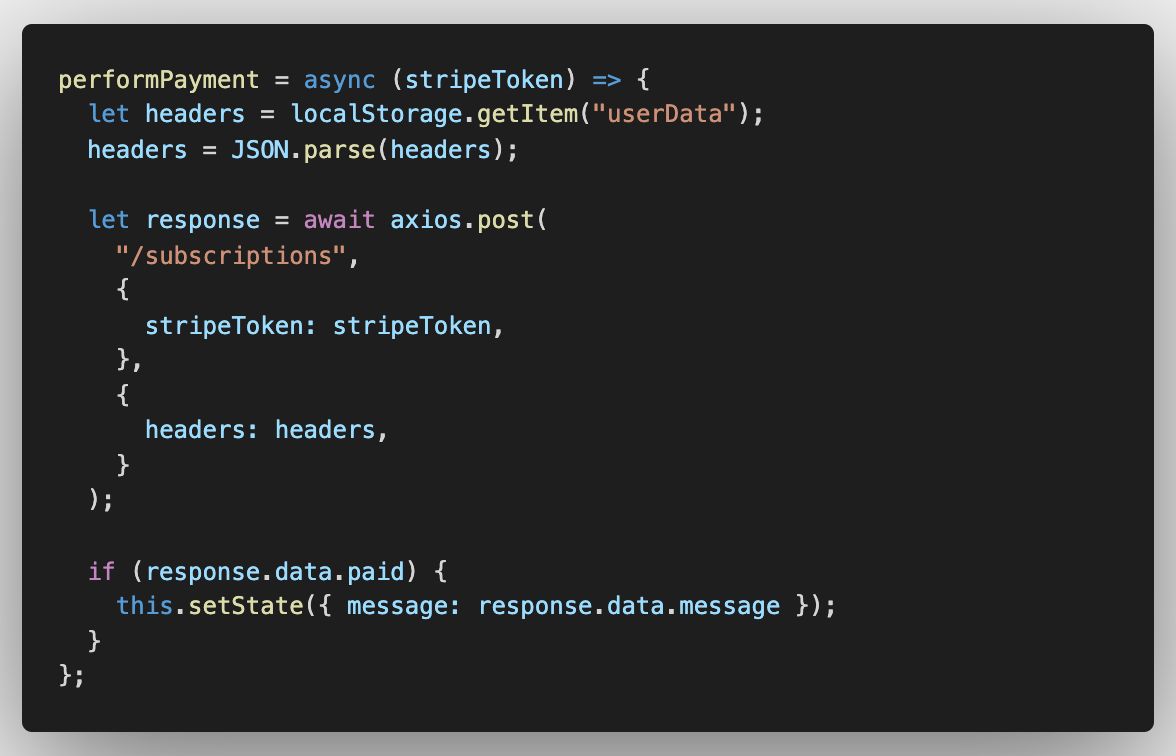 performPayment = async (stripeToken) => {
  let headers = localStorage.getItem("userData");
  headers = JSON.parse(headers);

  let response = await axios.post(
    "/subscriptions",
    {
      stripeToken: stripeToken,
    },
    {
      headers: headers,
    }
  );

  if (response.data.paid) {
    this.setState({ message: response.data.message });
  }
};